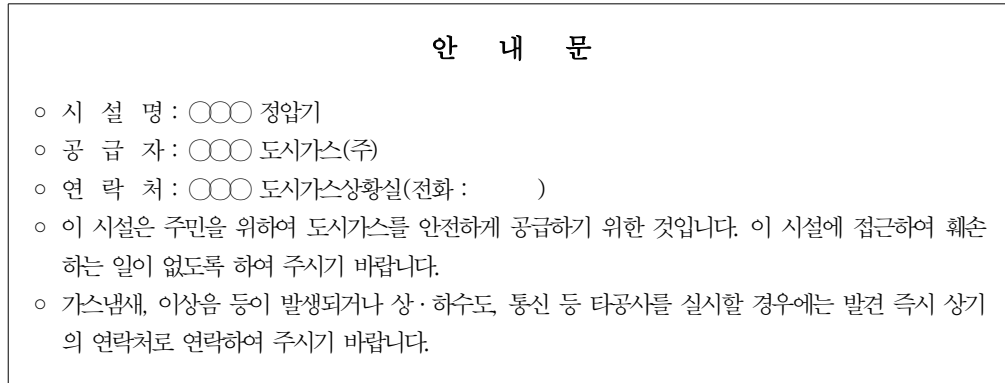 안 내 문
○ 시 설 명 : ○○○ 정압기
○ 공 급 자 : ○○○ 도시가스(주)
○ 연 락 처 : ○○○ 도시가스상황실(전화 : )
○ 이 시설은 주민을 위하여 도시가스를 안전하게 공급하기 위한 것입니다. 이 시설에 접근하여 훼손
하는 일이 없도록 하여 주시기 바랍니다.
○ 가스냄새, 이상음 등이 발생되거나 상·하수도, 통신 등 타공사를 실시할 경우에는 발견 즉시 상기
의 연락처로 연락하여 주시기 바랍니다.